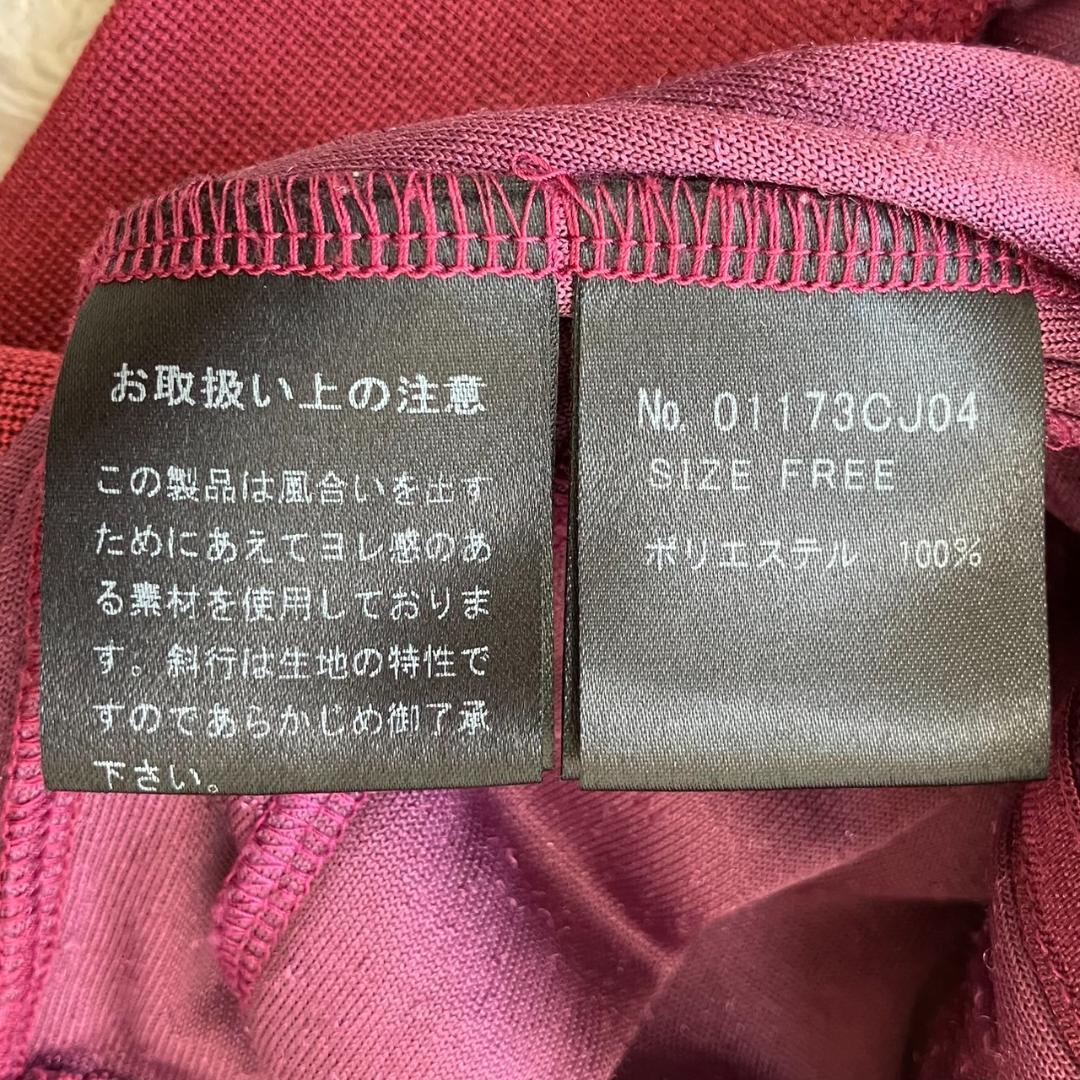 お取扱い上の注意
この製品は風合いを出す
ためにあえてヨレ感のあ
る素材を使用しておりま
す。斜行は生地の特性で
すのであらかじめ御了承
下さい。
№ 01173CJ04
SIZE FREE
ポリエステル 100%